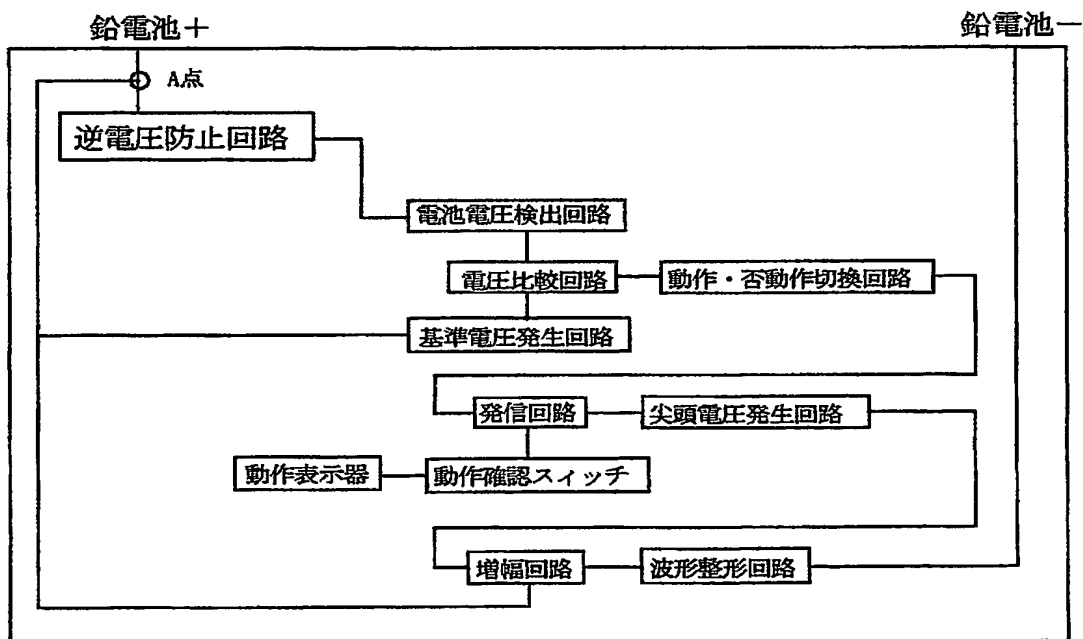 鉛電池＋
鉛電池－
A点
逆電圧防止回路
電池電圧検出回路
電圧比較回路
動作・否動作切換回路
基準電圧発生回路
発信回路
尖頭電圧発生回路
動作表示器
動作確認スィッチ
増幅回路
波形整形回路